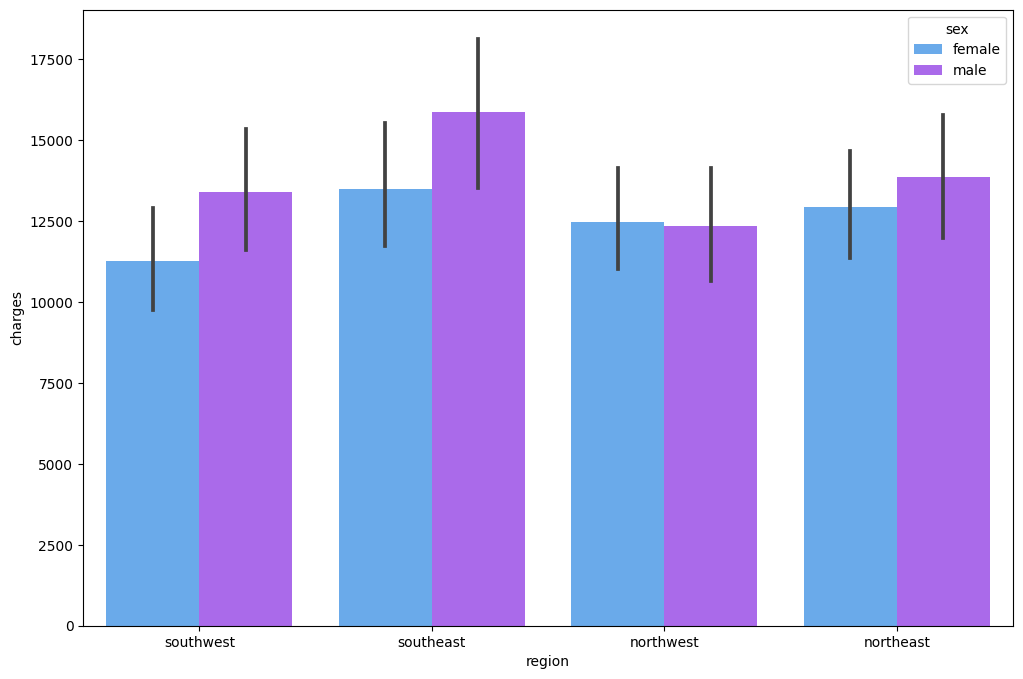 sex
female
male
17500
15000
12500
10000
7500
5000
2500
0
charges
southwest
southeast
northwest
northeast
region